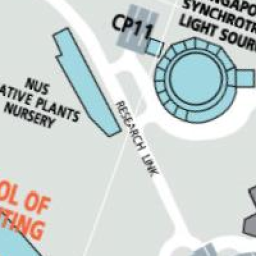 CP11
SYNCHROTR
LIGHT SOUR
NUS
ATIVE PLANTS
NURSERY
RESEARCH LINK
OL OF
TING